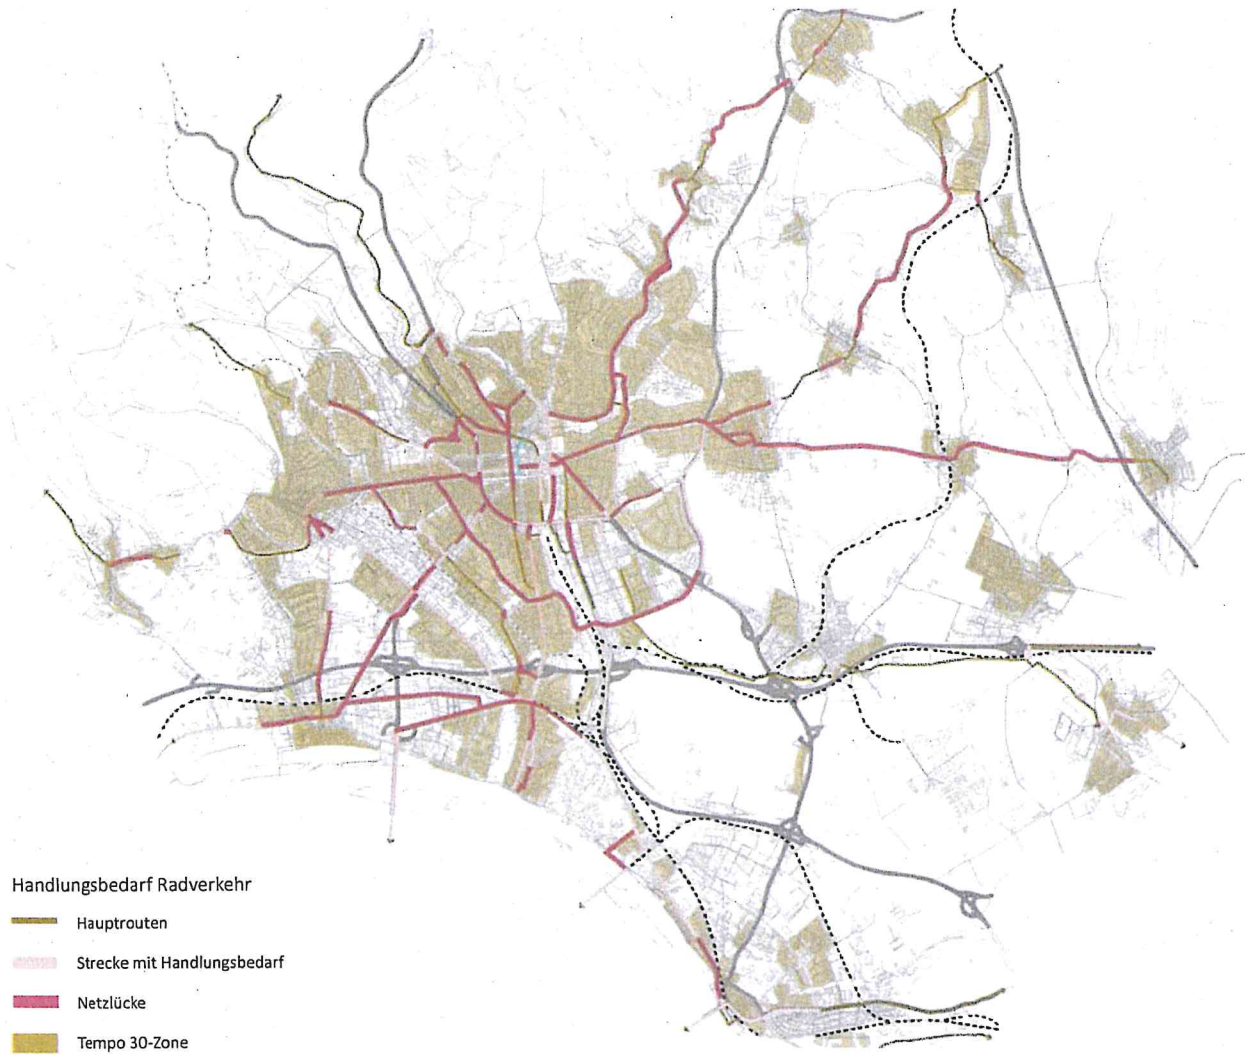 Handlungsbedarf Radverkehr
Hauptrouten
Strecke mit Handlungsbedarf
Netzlücke
Tempo 30-Zone